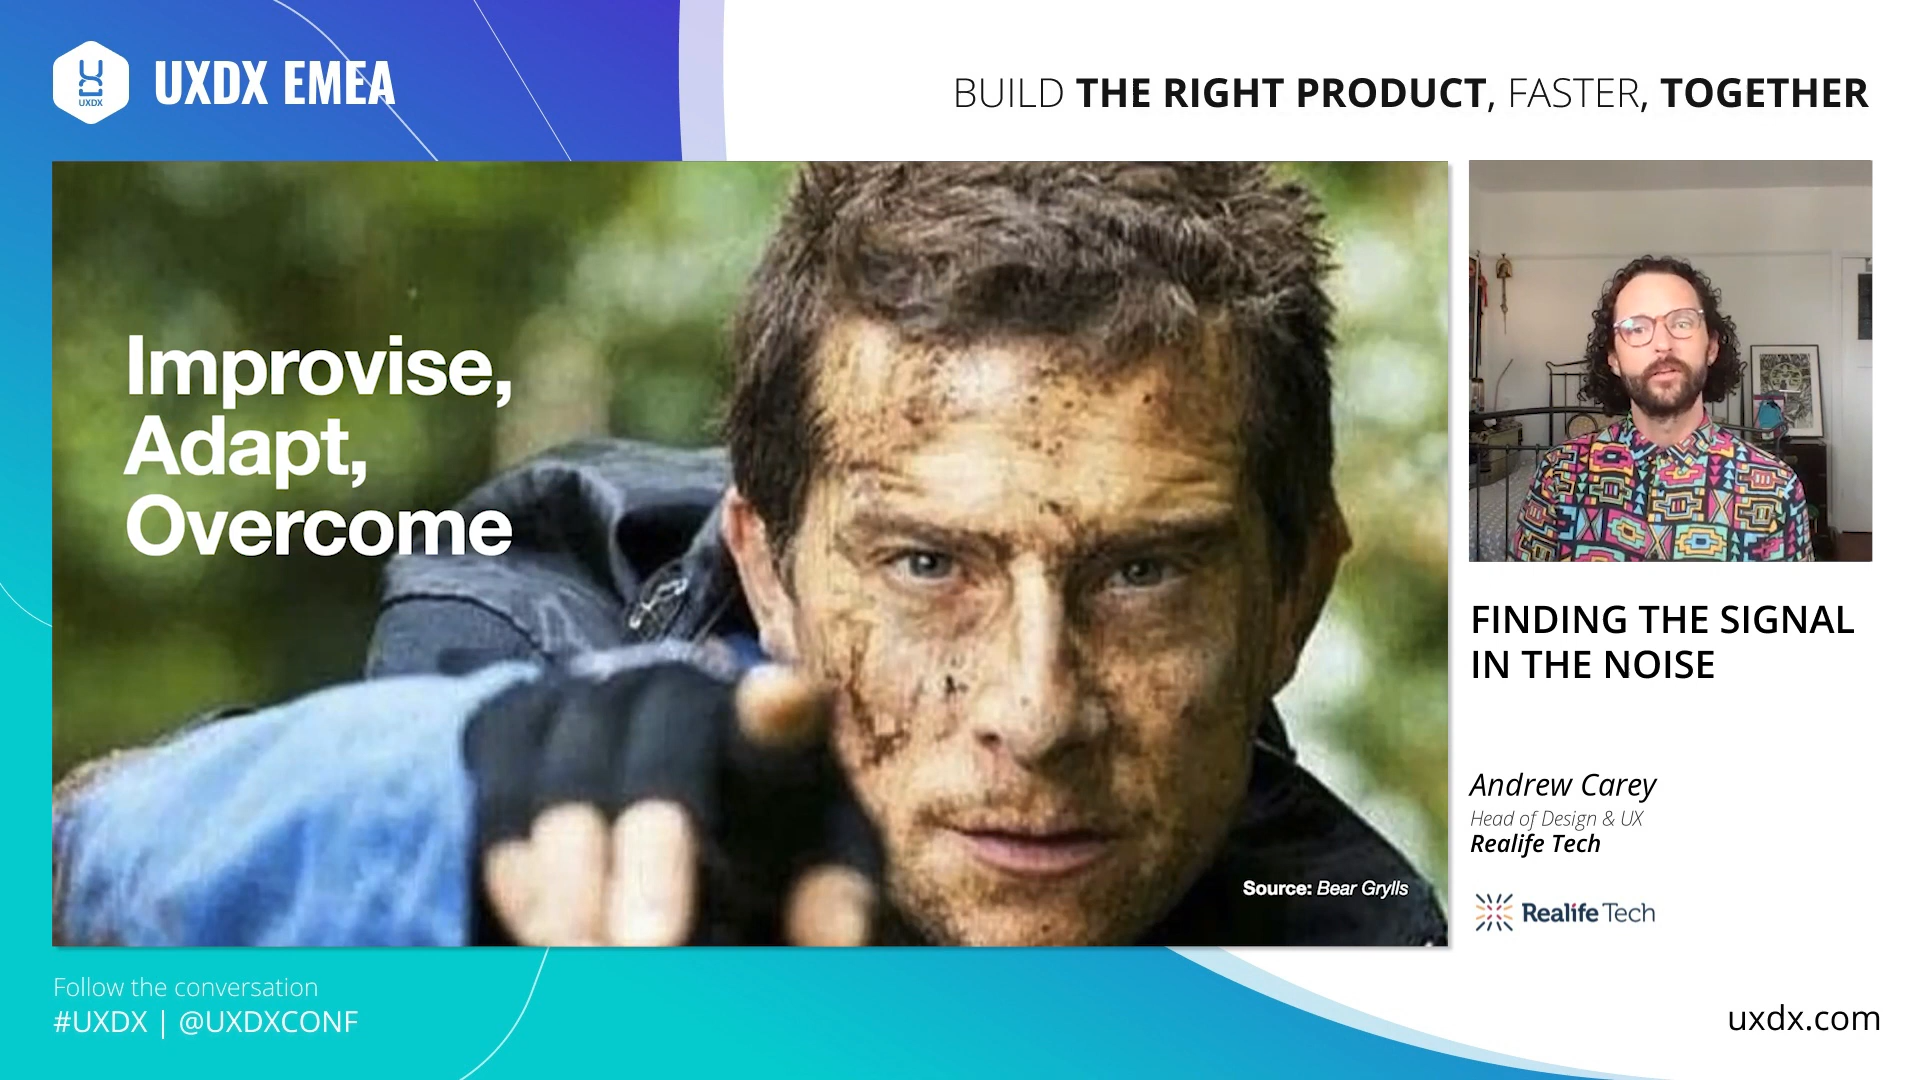 UXDX
UXDX EMEA
BUILD THE RIGHT PRODUCT, FASTER, TOGETHER
Improvise,
Adapt,
Overcome
Source: Bear Grylls
FINDING THE SIGNAL
IN THE NOISE
Andrew Carey
Head of Design & UX
Realife Tech
Realife Tech
Follow the conversation
#UXDX | @UXDXCONF
uxdx.com